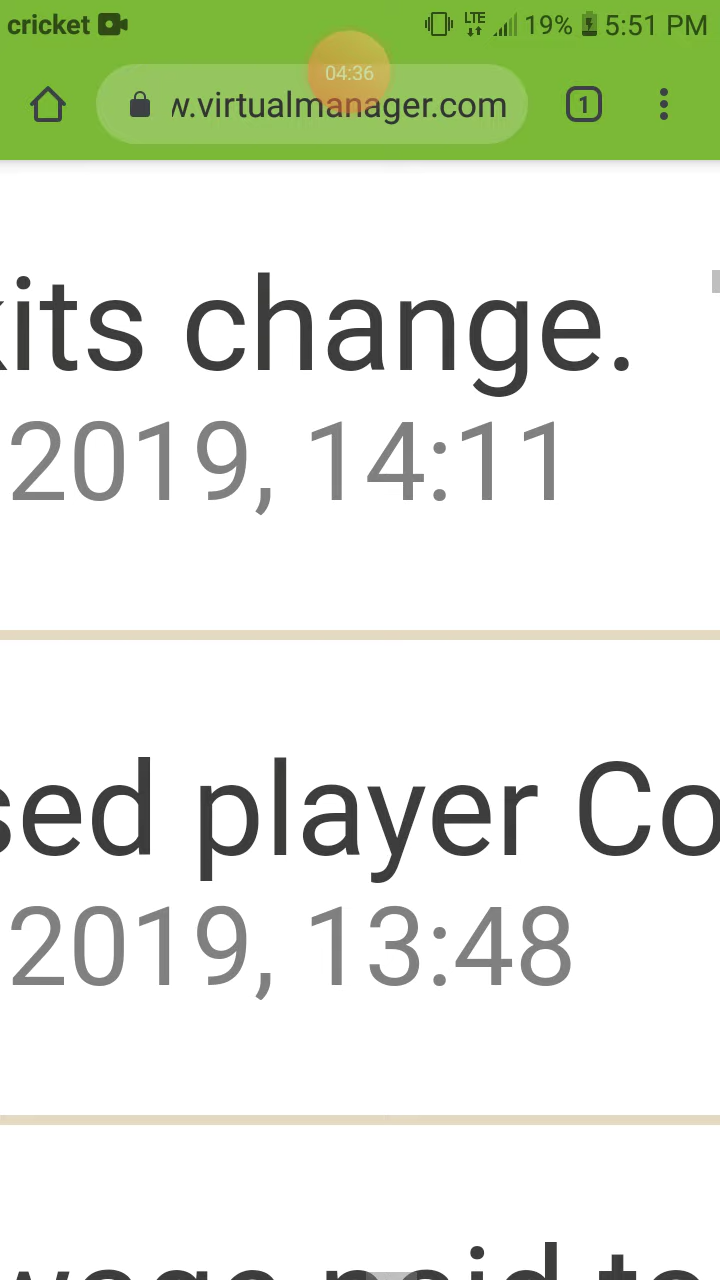 cricket LTE 19% 5:51 PM
04:36
w.virtualmanager.com 1
kits change.
2019, 14:11
sed player Co
2019, 13:48